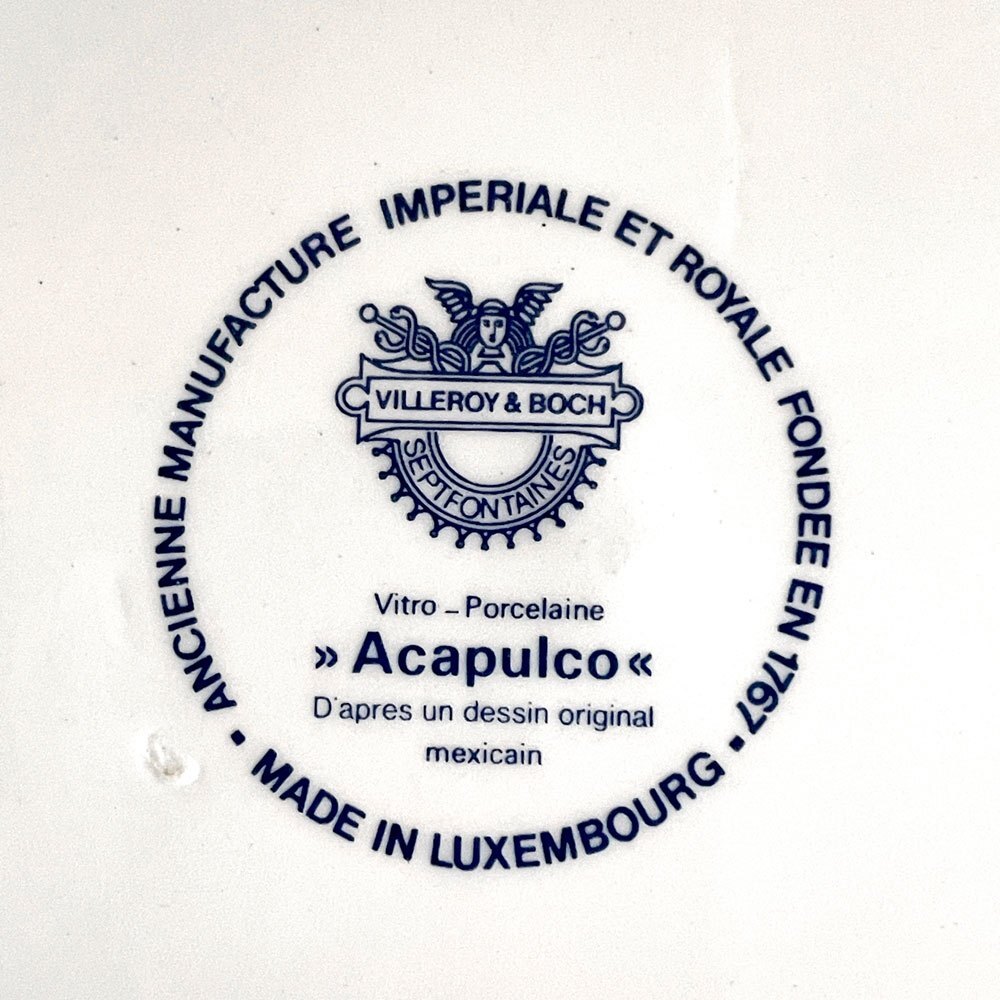 ANCIENNE MANUFACTURE IMPERIALE ET ROYALE FONDEE EN 1767
VILLEROY & BOCH
SEPTFONTAINES
Vitro - Porcelaine
» Acapulco «
D'apres un dessin original
mexicain
• MADE IN LUXEMBOURG •